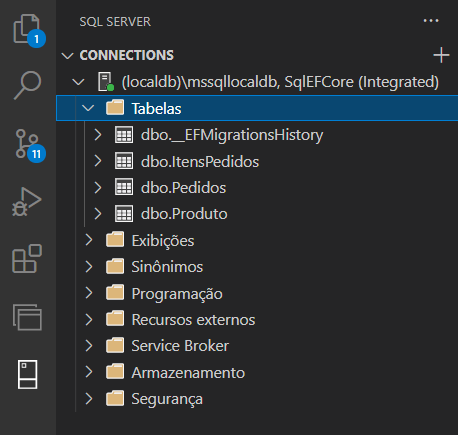 SQL SERVER
CONNECTIONS
(localdb)\mssqllocaldb, SqlEFCore (Integrated)
Tabelas
dbo.__EFMigrationsHistory
dbo.ItensPedidos
dbo.Pedidos
dbo.Produto
Exibições
Sinônimos
Programação
Recursos externos
Service Broker
Armazenamento
Segurança
1
11